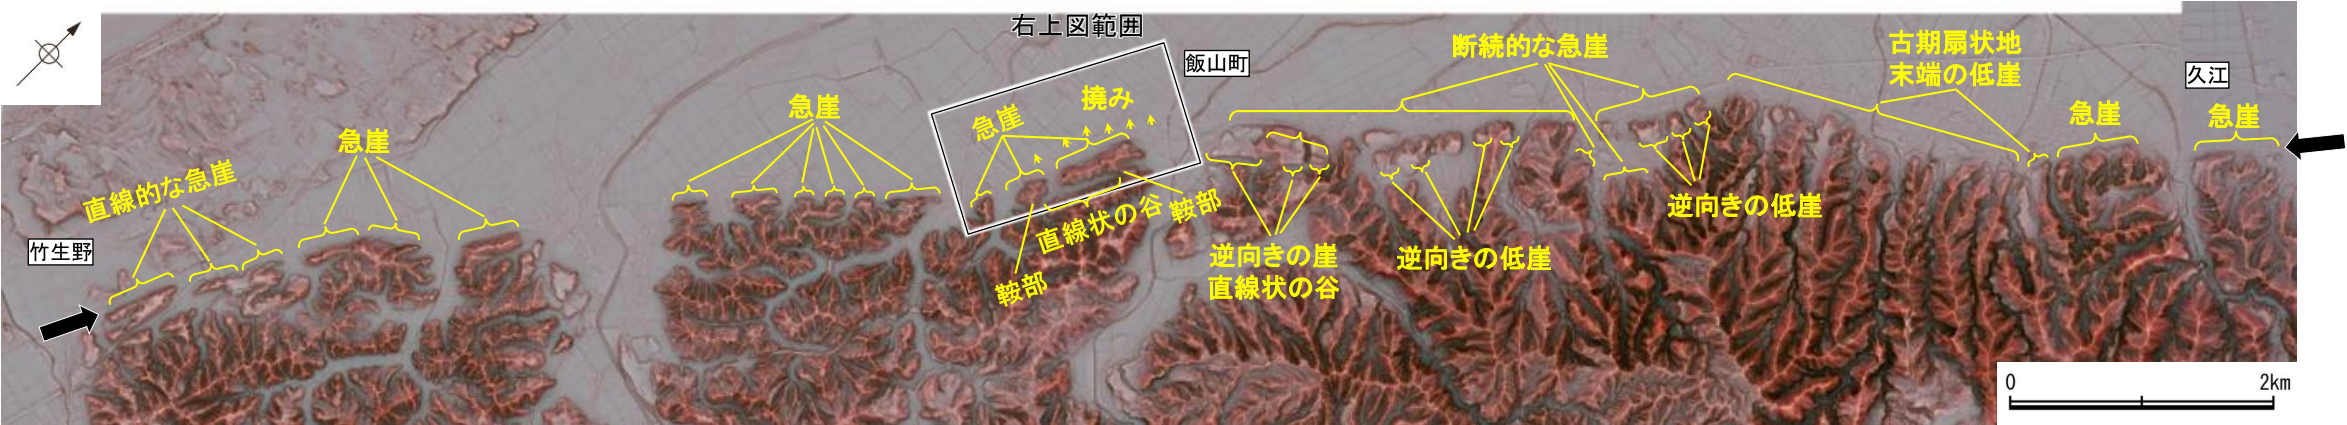 右上図範囲
飯山町
断続的な急崖
古期扇状地
末端の低崖
久江
急崖
撓み
急崖
急崖
急崖
急崖
直線的な急崖
竹生野
鞍部
直線状の谷
鞍部
逆向きの崖
直線状の谷
逆向きの低崖
逆向きの低崖
0 2km